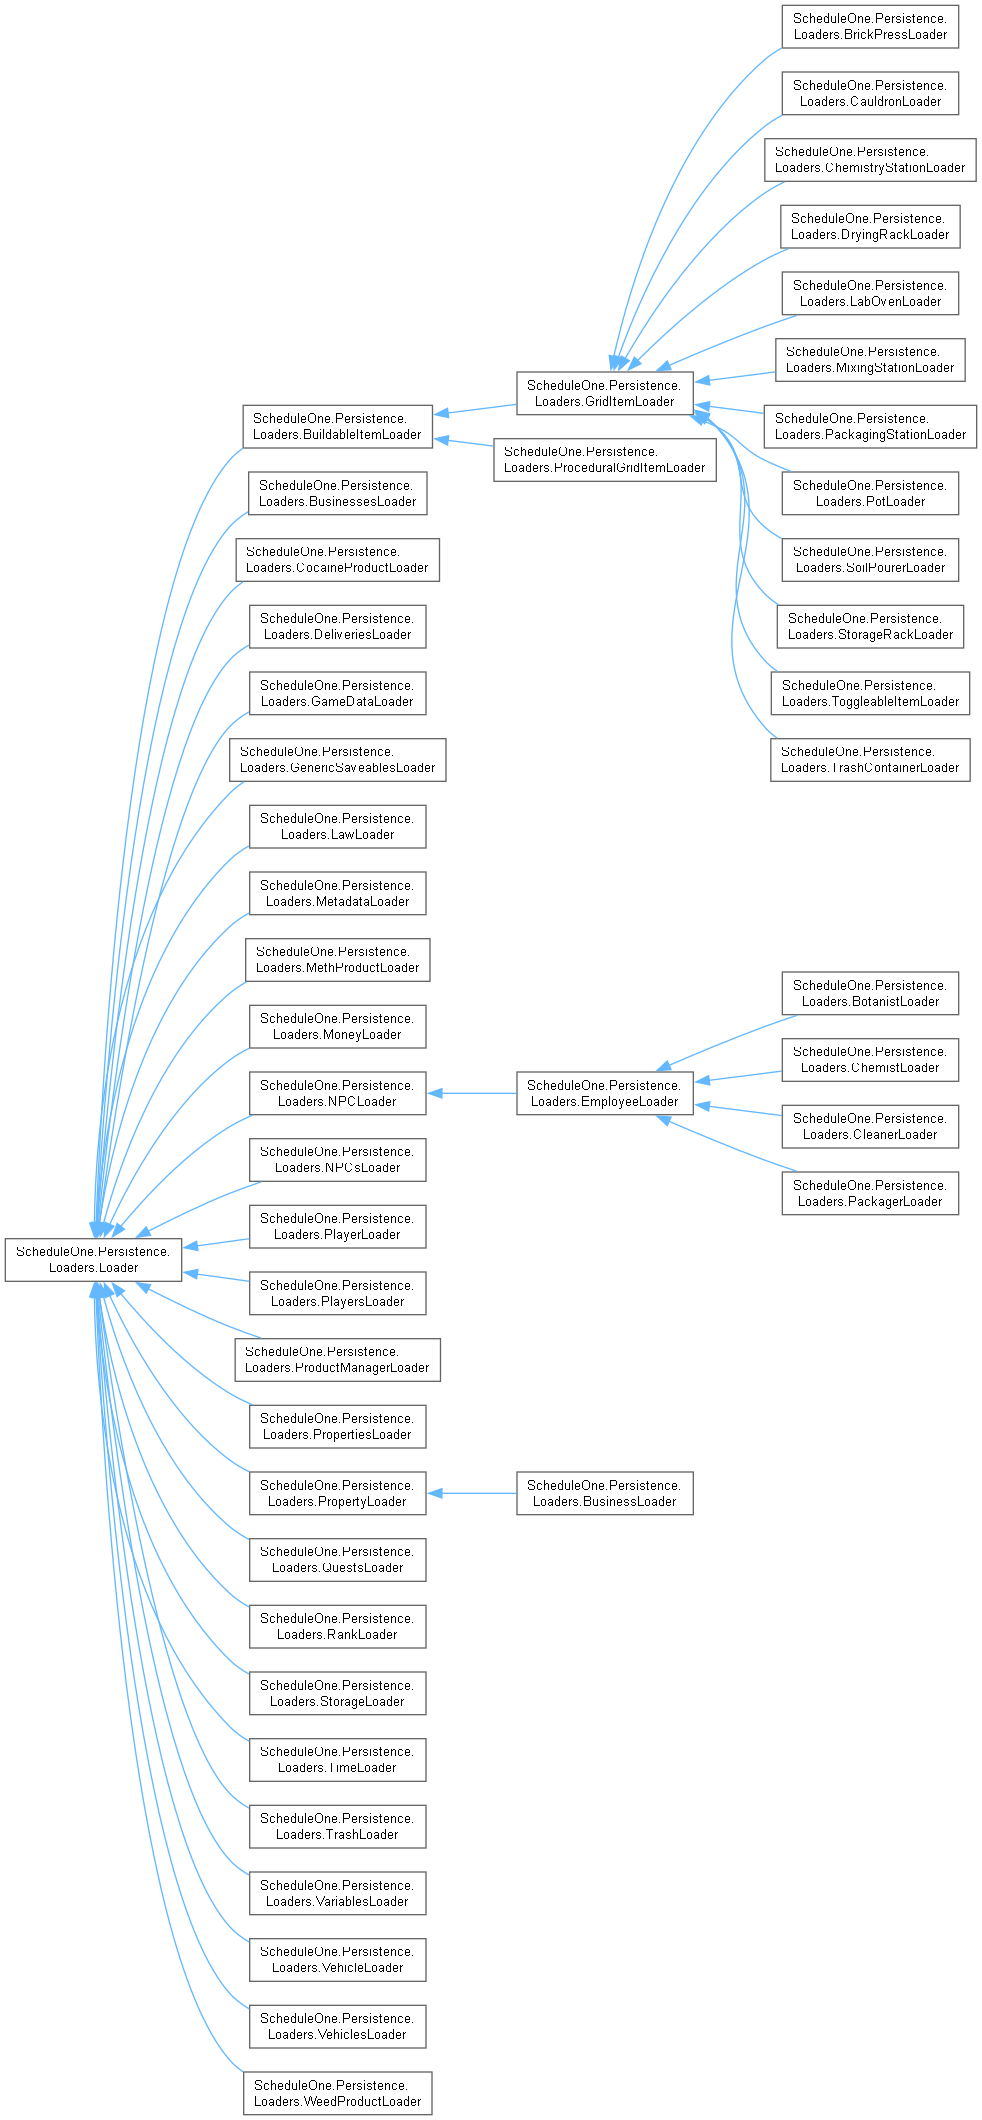 ScheduleOne.Persistence.
Loaders.BrickPressLoader
ScheduleOne.Persistence.
Loaders.CauldronLoader
ScheduleOne.Persistence.
Loaders.ChemistryStationLoader
ScheduleOne.Persistence.
Loaders.DryingRackLoader
ScheduleOne.Persistence.
Loaders.LabOvenLoader
ScheduleOne.Persistence.
Loaders.MixingStationLoader
ScheduleOne.Persistence.
Loaders.GridItemLoader
ScheduleOne.Persistence.
Loaders.PackagingStationLoader
ScheduleOne.Persistence.
Loaders.BuildableItemLoader
ScheduleOne.Persistence.
Loaders.ProceduralGridItemLoader
ScheduleOne.Persistence.
Loaders.PotLoader
ScheduleOne.Persistence.
Loaders.BusinessesLoader
ScheduleOne.Persistence.
Loaders.SoilPourerLoader
ScheduleOne.Persistence.
Loaders.CocaineProductLoader
ScheduleOne.Persistence.
Loaders.StorageRackLoader
ScheduleOne.Persistence.
Loaders.DeliveriesLoader
ScheduleOne.Persistence.
Loaders.ToggleableItemLoader
ScheduleOne.Persistence.
Loaders.GameDataLoader
ScheduleOne.Persistence.
Loaders.TrashContainerLoader
ScheduleOne.Persistence.
Loaders.GenericSaveablesLoader
ScheduleOne.Persistence.
Loaders.LawLoader
ScheduleOne.Persistence.
Loaders.MetadataLoader
ScheduleOne.Persistence.
Loaders.MethProductLoader
ScheduleOne.Persistence.
Loaders.BotanistLoader
ScheduleOne.Persistence.
Loaders.MoneyLoader
ScheduleOne.Persistence.
Loaders.ChemistLoader
ScheduleOne.Persistence.
Loaders.NPCLoader
ScheduleOne.Persistence.
Loaders.EmployeeLoader
ScheduleOne.Persistence.
Loaders.CleanerLoader
ScheduleOne.Persistence.
Loaders.NPCsLoader
ScheduleOne.Persistence.
Loaders.PackagerLoader
ScheduleOne.Persistence.
Loaders.PlayerLoader
ScheduleOne.Persistence.
Loaders.Loader
ScheduleOne.Persistence.
Loaders.PlayersLoader
ScheduleOne.Persistence.
Loaders.ProductManagerLoader
ScheduleOne.Persistence.
Loaders.PropertiesLoader
ScheduleOne.Persistence.
Loaders.PropertyLoader
ScheduleOne.Persistence.
Loaders.BusinessLoader
ScheduleOne.Persistence.
Loaders.QuestsLoader
ScheduleOne.Persistence.
Loaders.RankLoader
ScheduleOne.Persistence.
Loaders.StorageLoader
ScheduleOne.Persistence.
Loaders.TimeLoader
ScheduleOne.Persistence.
Loaders.TrashLoader
ScheduleOne.Persistence.
Loaders.VariablesLoader
ScheduleOne.Persistence.
Loaders.VehicleLoader
ScheduleOne.Persistence.
Loaders.VehiclesLoader
ScheduleOne.Persistence.
Loaders.WeedProductLoader